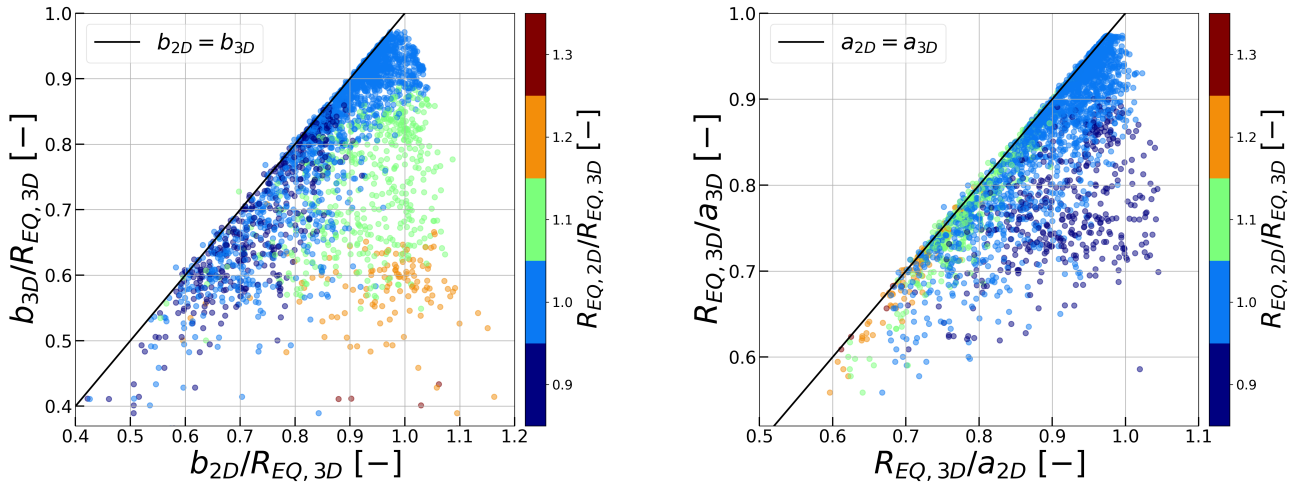 b_{2D} = b_{3D}
1.0
0.9
0.8
0.7
0.6
0.5
0.4
b_{3D}/R_{EQ, 3D} [−]
0.4 0.5 0.6 0.7 0.8 0.9 1.0 1.1 1.2
b_{2D}/R_{EQ, 3D} [−]
1.3
1.2
1.1
1.0
0.9
R_{EQ, 2D}/R_{EQ, 3D} [−]
a_{2D} = a_{3D}
1.0
0.9
0.8
0.7
0.6
R_{EQ, 3D}/a_{3D} [−]
0.5 0.6 0.7 0.8 0.9 1.0 1.1
R_{EQ, 3D}/a_{2D} [−]
1.3
1.2
1.1
1.0
0.9
R_{EQ, 2D}/R_{EQ, 3D} [−]